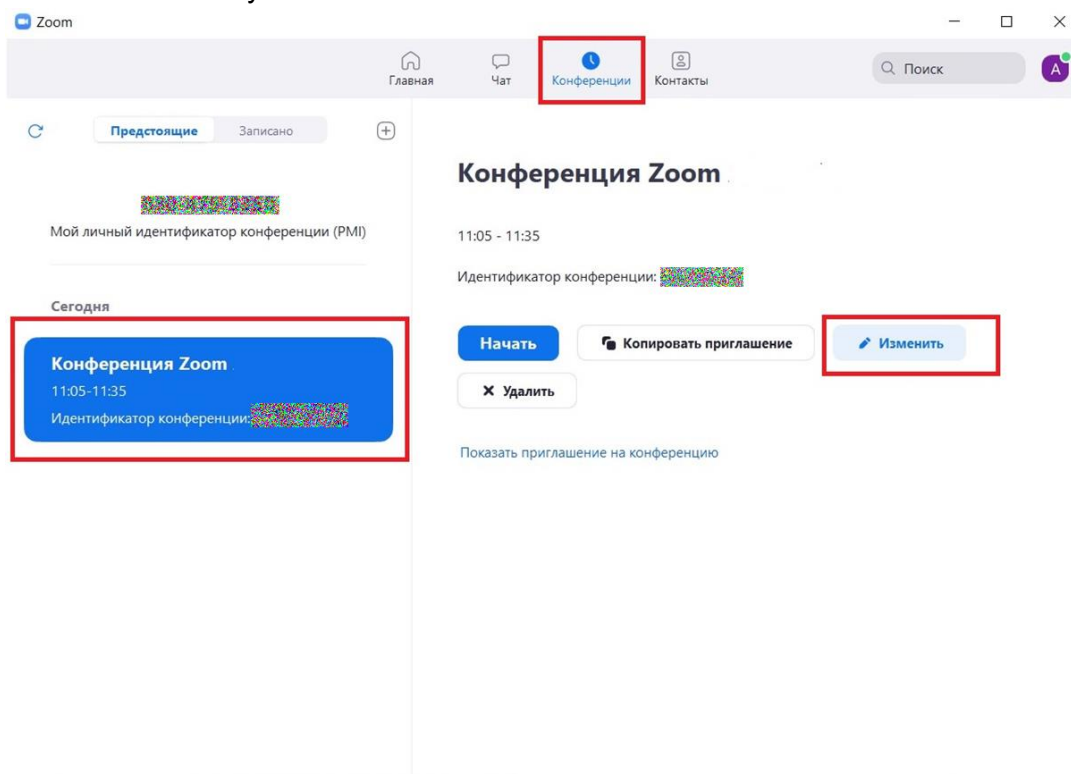 Zoom
Главная
Чат
Конференции
Контакты
Поиск
A
Предстоящие
Записано
Мой личный идентификатор конференции (PMI)
Сегодня
Конференция Zoom
11:05-11:35
Идентификатор конференции:
Конференция Zoom
11:05 - 11:35
Идентификатор конференции:
Начать
Копировать приглашение
Изменить
Удалить
Показать приглашение на конференцию